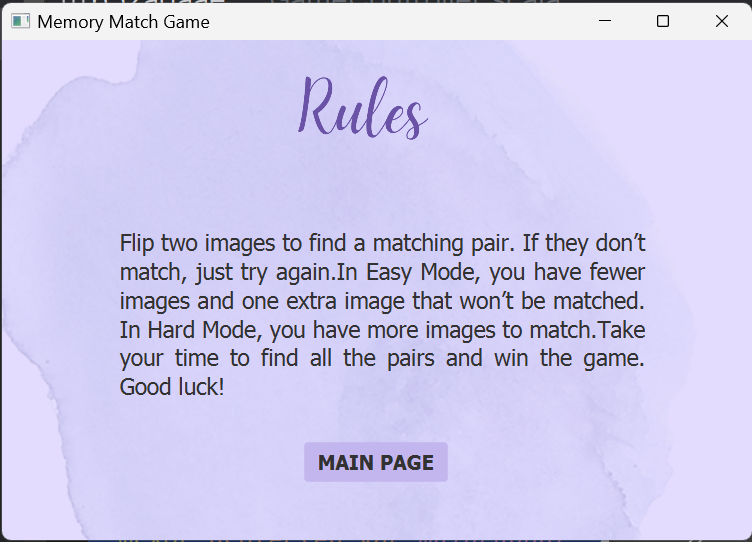 Memory Match Game
Rules
Flip two images to find a matching pair. If they don’t
match, just try again.In Easy Mode, you have fewer
images and one extra image that won’t be matched.
In Hard Mode, you have more images to match.Take
your time to find all the pairs and win the game.
Good luck!
MAIN PAGE